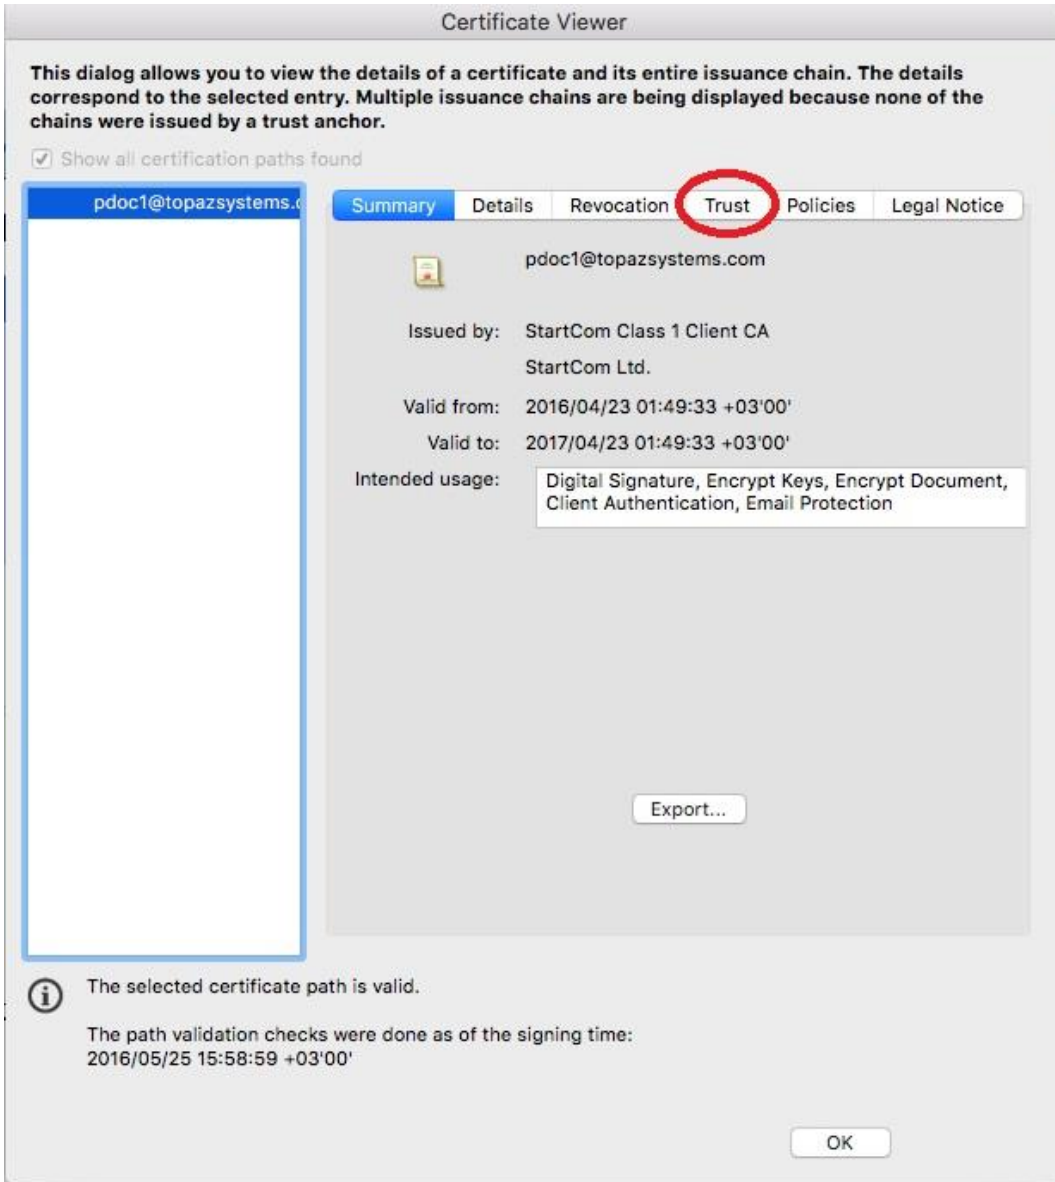 Certificate Viewer
This dialog allows you to view the details of a certificate and its entire issuance chain. The details
correspond to the selected entry. Multiple issuance chains are being displayed because none of the
chains were issued by a trust anchor.
Show all certification paths found
pdoc1@topazsystems.c
Summary Details Revocation Trust Policies Legal Notice
pdoc1@topazsystems.com
Issued by: StartCom Class 1 Client CA
StartCom Ltd.
Valid from: 2016/04/23 01:49:33 +03'00'
Valid to: 2017/04/23 01:49:33 +03'00'
Intended usage: Digital Signature, Encrypt Keys, Encrypt Document,
Client Authentication, Email Protection
Export...
The selected certificate path is valid.
The path validation checks were done as of the signing time:
2016/05/25 15:58:59 +03'00'
OK